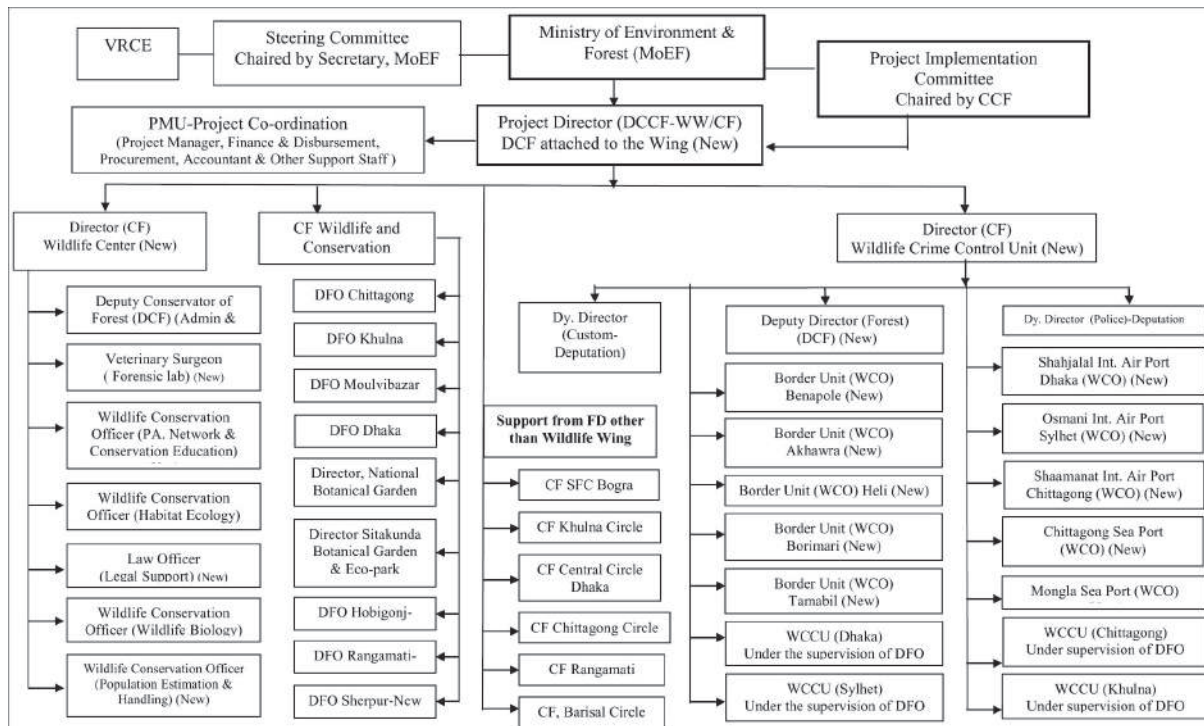 VRCE
Steering Committee
Chaired by Secretary, MoEF
Ministry of Environment &
Forest (MoEF)
Project Implementation
Committee
Chaired by CCF
PMU-Project Co-ordination
(Project Manager, Finance & Disbursement,
Procurement, Accountant & Other Support Staff )
Project Director (DCCF-WW/CF)
DCF attached to the Wing (New)
Director (CF)
Wildlife Center (New)
Deputy Conservator of
Forest (DCF) (Admin &
Veterinary Surgeon
( Forensic lab) (New)
Wildlife Conservation
Officer (PA. Network &
Conservation Education)
Wildlife Conservation
Officer (Habitat Ecology)
Law Officer
(Legal Support) (New)
Wildlife Conservation
Officer (Wildlife Biology)
Wildlife Conservation Officer
(Population Estimation &
Handling) (New)
CF Wildlife and
Conservation
DFO Chittagong
DFO Khulna
DFO Moulvibazar
DFO Dhaka
Director, National
Botanical Garden
Director Sitakunda
Botanical Garden
& Eco-park
DFO Hobigonj-
DFO Rangamati-
DFO Sherpur-New
Support from FD other
than Wildlife Wing
CF SFC Bogra
CF Khulna Circle
CF Central Circle
Dhaka
CF Chittagong Circle
CF Rangamati
CF, Barisal Circle
Director (CF)
Wildlife Crime Control Unit (New)
Dy. Director
(Custom-
Deputation)
Deputy Director (Forest)
(DCF) (New)
Border Unit (WCO)
Benapole (New)
Border Unit (WCO)
Akhawra (New)
Border Unit (WCO) Heli (New)
Border Unit (WCO)
Borimari (New)
Border Unit (WCO)
Tamabil (New)
WCCU (Dhaka)
Under the supervision of DFO
WCCU (Sylhet)
Under the supervision of DFO
Dy. Director (Police)-Deputation
Shahjalal Int. Air Port
Dhaka (WCO) (New)
Osmani Int. Air Port
Sylhet (WCO) (New)
Shaamanat Int. Air Port
Chittagong (WCO) (New)
Chittagong Sea Port
(WCO) (New)
Mongla Sea Port (WCO)
WCCU (Chittagong)
Under supervision of DFO
WCCU (Khulna)
Under supervision of DFO